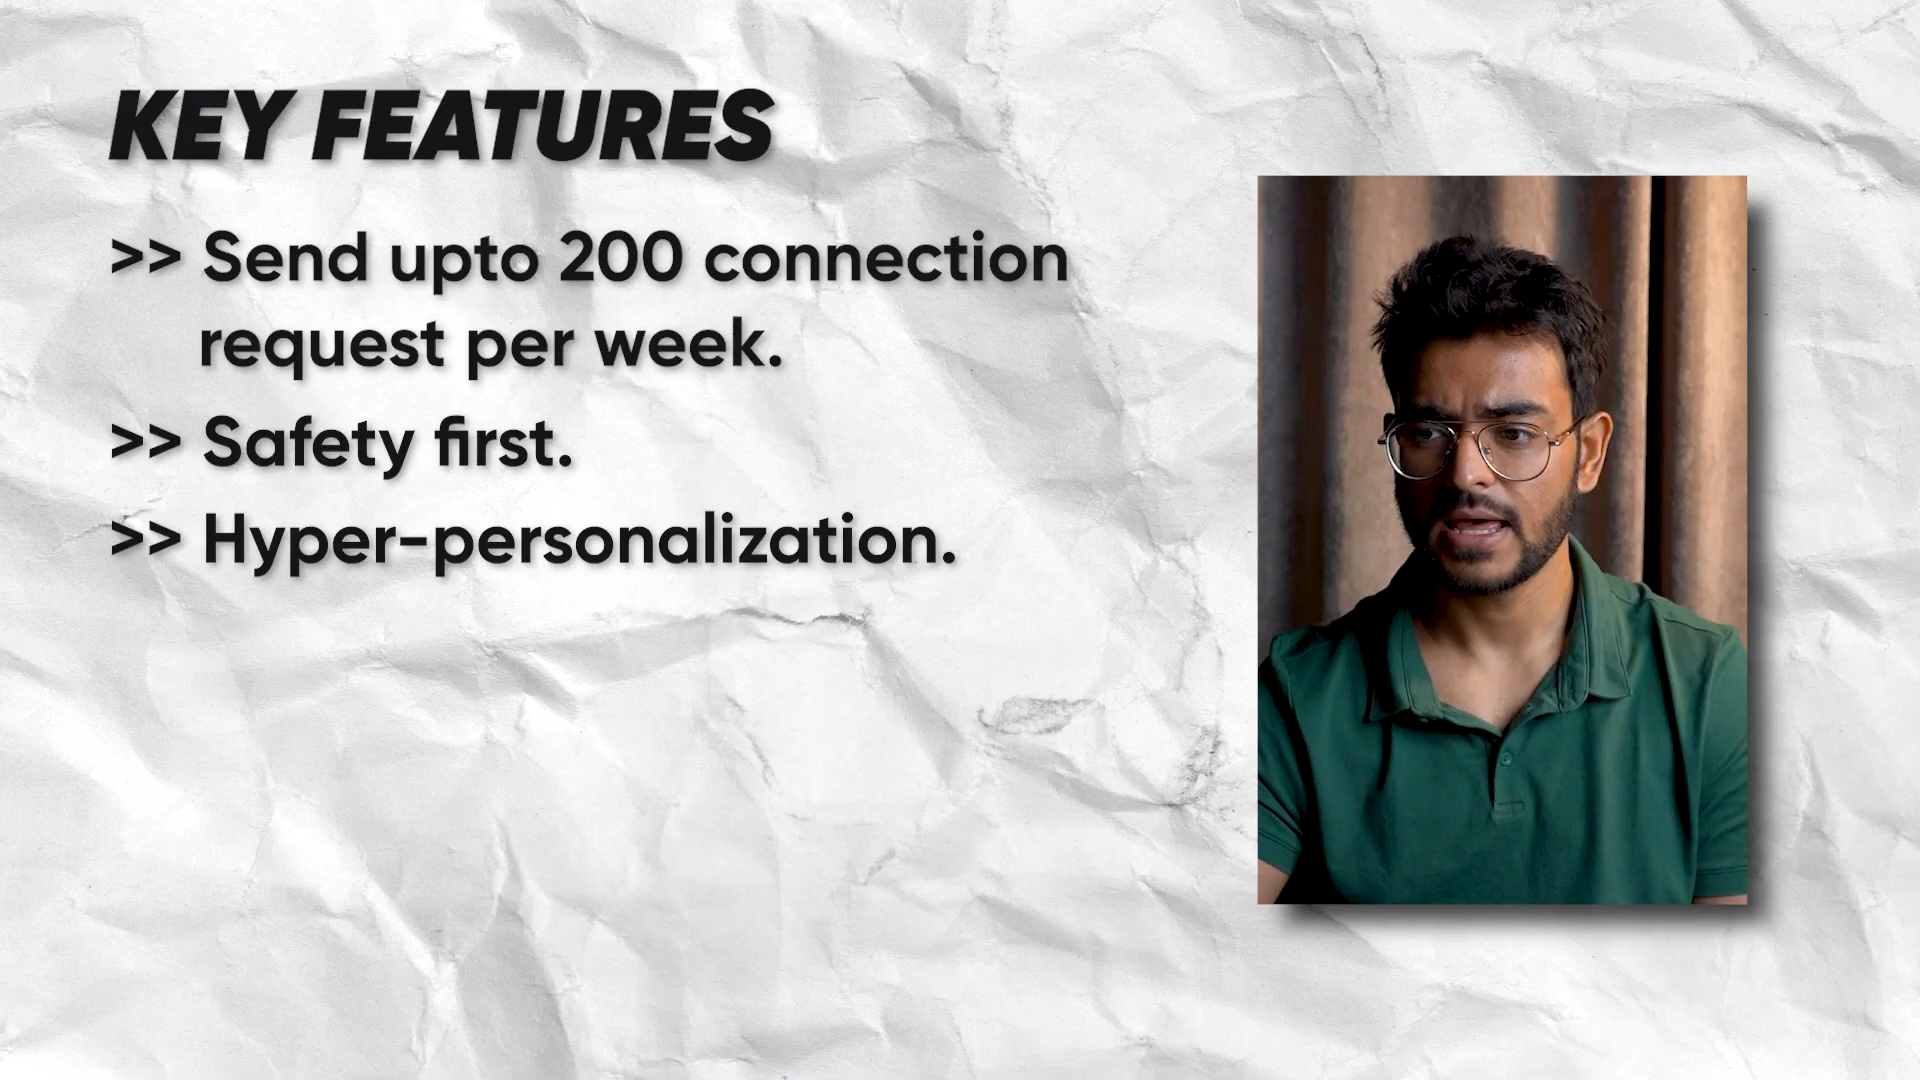 KEY FEATURES
>> Send upto 200 connection
request per week.
>> Safety first.
>> Hyper-personalization.